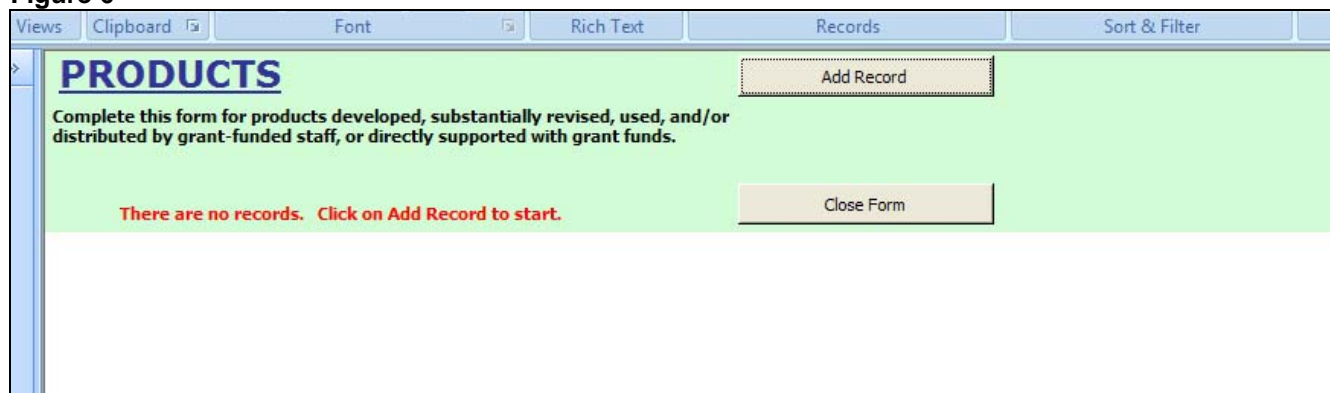 Views Clipboard Font Rich Text Records Sort & Filter
PRODUCTS
Add Record
Complete this form for products developed, substantially revised, used, and/or
distributed by grant-funded staff, or directly supported with grant funds.
There are no records. Click on Add Record to start.
Close Form